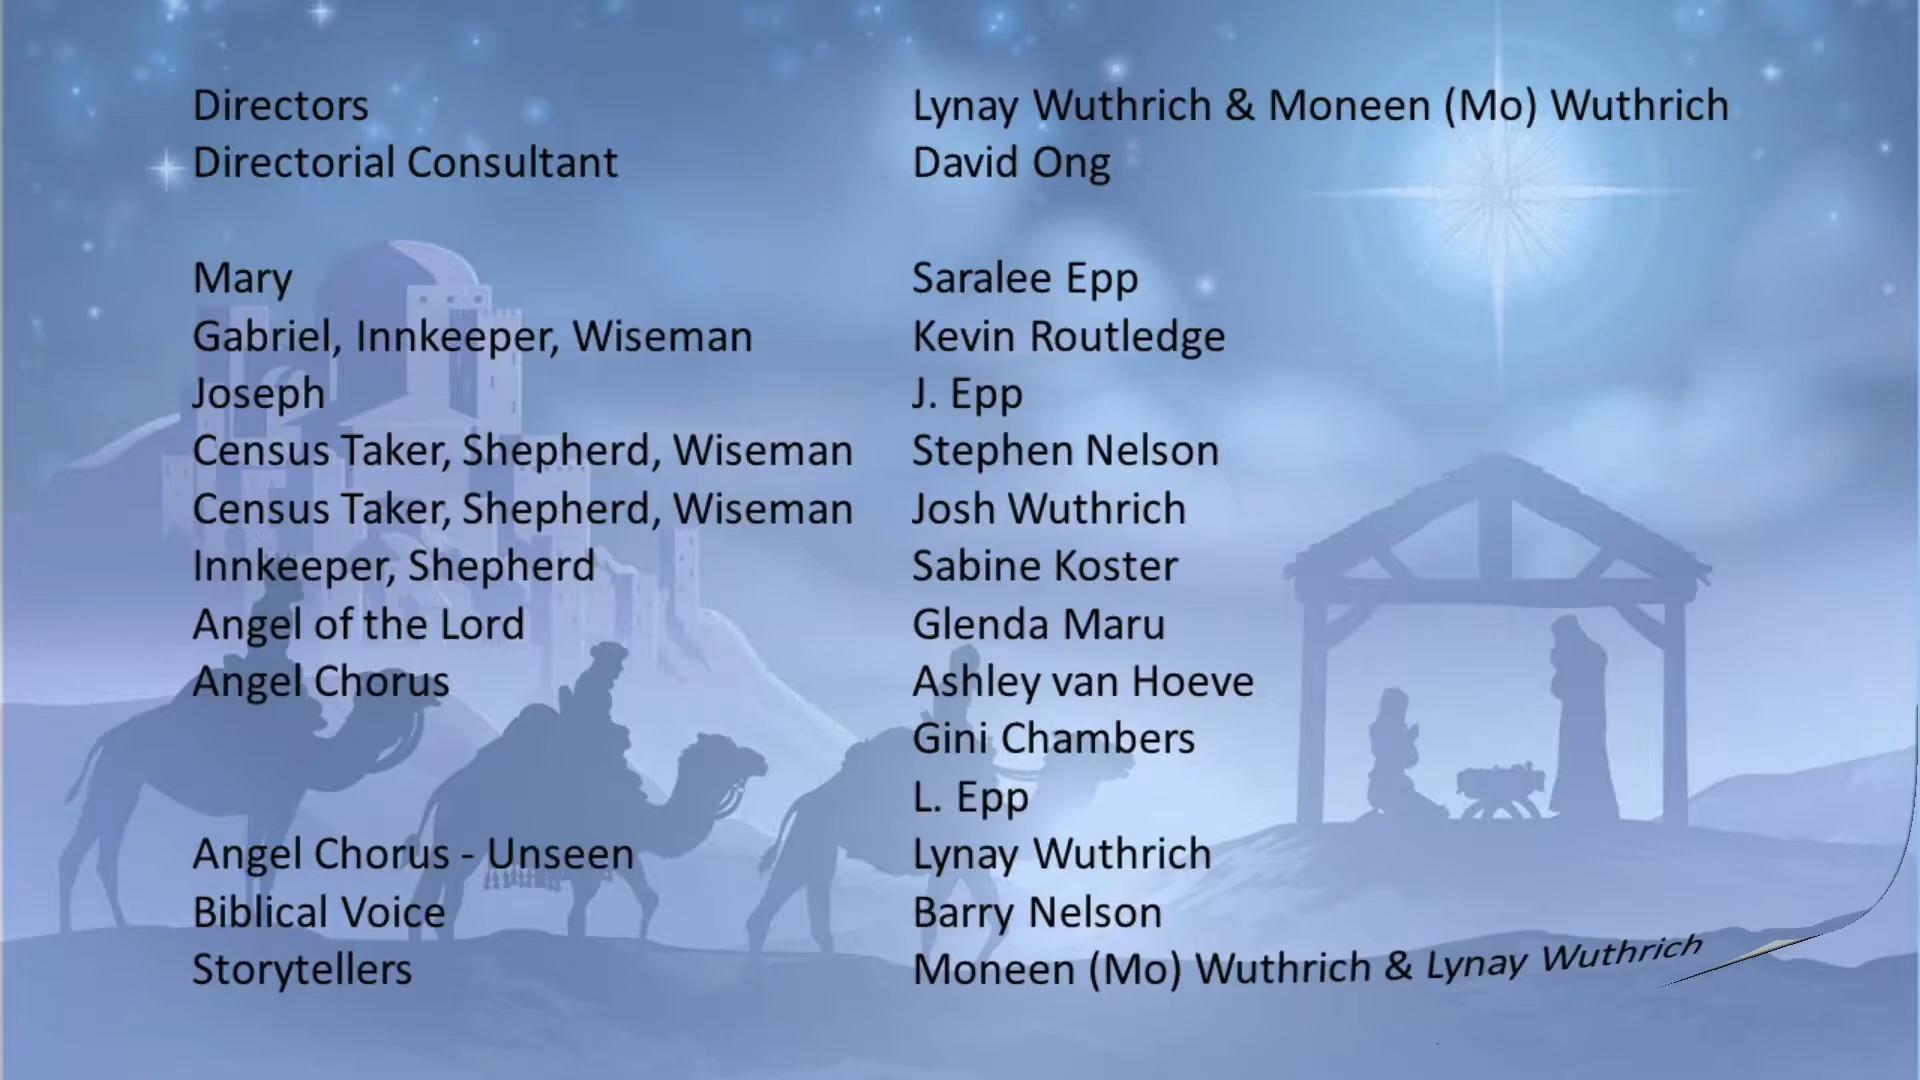 Directors Lynay Wuthrich & Moneen (Mo) Wuthrich
Directorial Consultant David Ong
Mary Saralee Epp
Gabriel, Innkeeper, Wiseman Kevin Routledge
Joseph J. Epp
Census Taker, Shepherd, Wiseman Stephen Nelson
Census Taker, Shepherd, Wiseman Josh Wuthrich
Innkeeper, Shepherd Sabine Koster
Angel of the Lord Glenda Maru
Angel Chorus Ashley van Hoeve
Gini Chambers
L. Epp
Angel Chorus - Unseen Lynay Wuthrich
Biblical Voice Barry Nelson
Storytellers Moneen (Mo) Wuthrich & Lynay Wuthrich